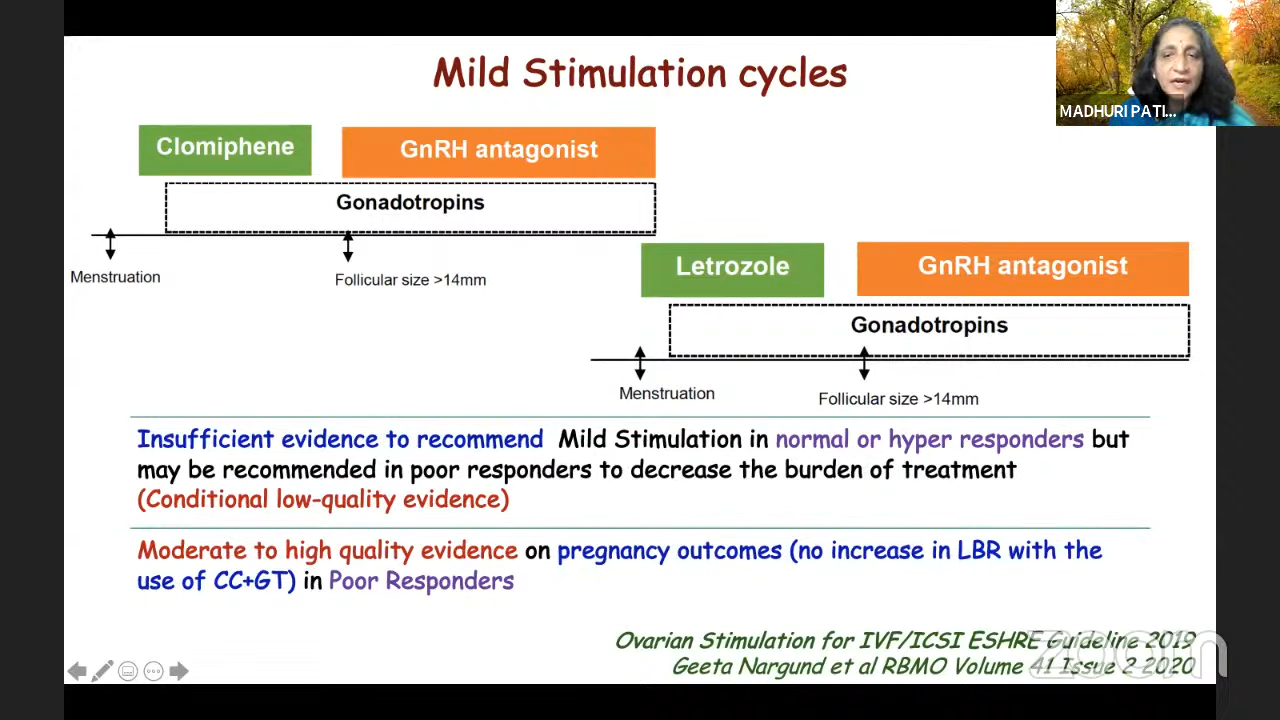 Mild Stimulation cycles
MADHURI PATI...
Clomiphene
GnRH antagonist
Gonadotropins
Menstruation
Follicular size >14mm
Letrozole
GnRH antagonist
Gonadotropins
Menstruation
Follicular size >14mm
Insufficient evidence to recommend Mild Stimulation in normal or hyper responders but
may be recommended in poor responders to decrease the burden of treatment
(Conditional low-quality evidence)
Moderate to high quality evidence on pregnancy outcomes (no increase in LBR with the
use of CC+GT) in Poor Responders
Ovarian Stimulation for IVF/ICSI ESHRE Guideline 2019
Geeta Nargund et al RBMO Volume 41 Issue 2 2020
zoom